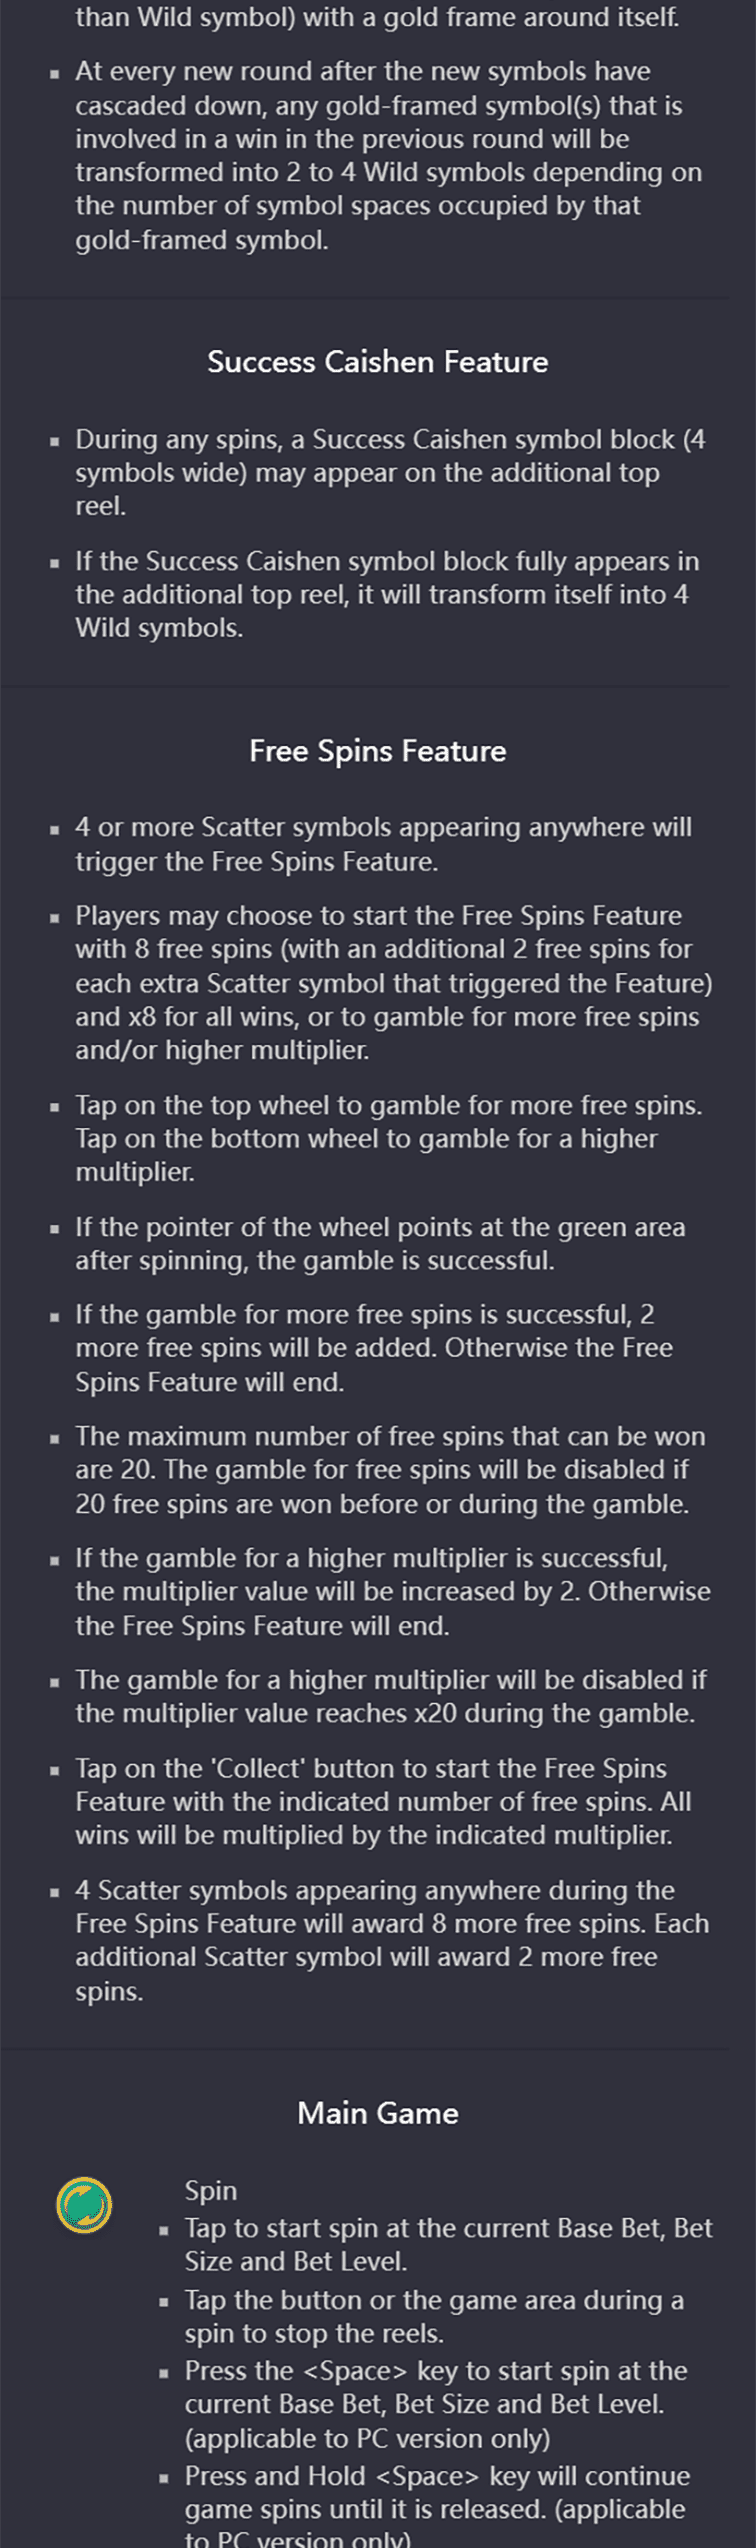 than Wild symbol) with a gold frame around itself.
At every new round after the new symbols have
cascaded down, any gold-framed symbol(s) that is
involved in a win in the previous round will be
transformed into 2 to 4 Wild symbols depending on
the number of symbol spaces occupied by that
gold-framed symbol.
Success Caishen Feature
During any spins, a Success Caishen symbol block (4
symbols wide) may appear on the additional top
reel.
If the Success Caishen symbol block fully appears in
the additional top reel, it will transform itself into 4
Wild symbols.
Free Spins Feature
4 or more Scatter symbols appearing anywhere will
trigger the Free Spins Feature.
Players may choose to start the Free Spins Feature
with 8 free spins (with an additional 2 free spins for
each extra Scatter symbol that triggered the Feature)
and x8 for all wins, or to gamble for more free spins
and/or higher multiplier.
Tap on the top wheel to gamble for more free spins.
Tap on the bottom wheel to gamble for a higher
multiplier.
If the pointer of the wheel points at the green area
after spinning, the gamble is successful.
If the gamble for more free spins is successful, 2
more free spins will be added. Otherwise the Free
Spins Feature will end.
The maximum number of free spins that can be won
are 20. The gamble for free spins will be disabled if
20 free spins are won before or during the gamble.
If the gamble for a higher multiplier is successful,
the multiplier value will be increased by 2. Otherwise
the Free Spins Feature will end.
The gamble for a higher multiplier will be disabled if
the multiplier value reaches x20 during the gamble.
Tap on the 'Collect' button to start the Free Spins
Feature with the indicated number of free spins. All
wins will be multiplied by the indicated multiplier.
4 Scatter symbols appearing anywhere during the
Free Spins Feature will award 8 more free spins. Each
additional Scatter symbol will award 2 more free
spins.
Main Game
Spin
Tap to start spin at the current Base Bet, Bet
Size and Bet Level.
Tap the button or the game area during a
spin to stop the reels.
Press the <Space> key to start spin at the
current Base Bet, Bet Size and Bet Level.
(applicable to PC version only)
Press and Hold <Space> key will continue
game spins until it is released. (applicable
to PC version only)